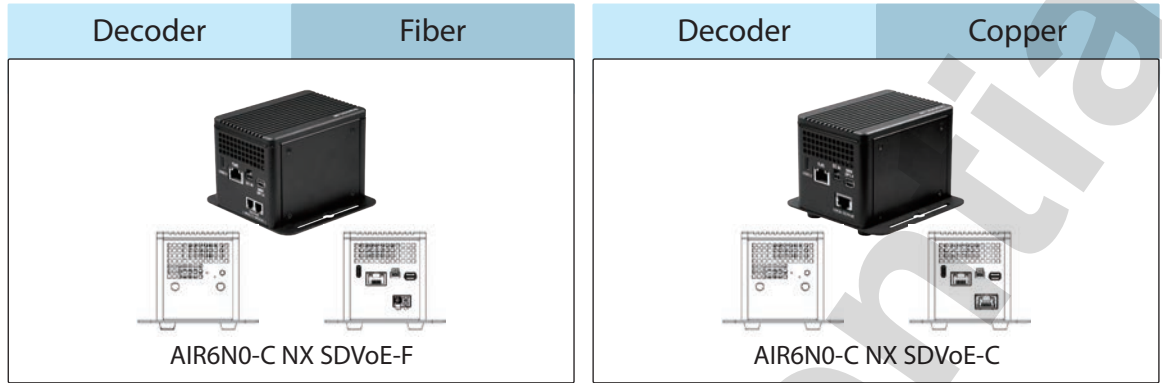 Decoder Fiber
Decoder Copper
AIR6N0-C NX SDVoE-F
AIR6N0-C NX SDVoE-C